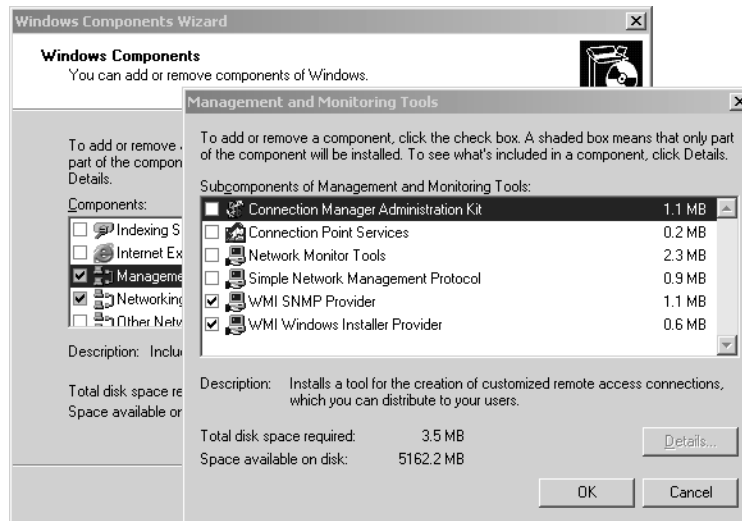 Windows Components Wizard
Windows Components
You can add or remove components of Windows.
Management and Monitoring Tools
To add or remove
part of the
Details.
Components:
Indexing
Internet
Networking
Other
Description:
Total disk space
Space available
To add or remove a component, click the check box. A shaded box means that only part
of the component will be installed. To see what's included in a component, click Details.
Subcomponents of Management and Monitoring Tools:
Connection Manager Administration Kit 1.1 MB
Connection Point Services 0.2 MB
Network Monitor Tools 2.3 MB
Simple Network Management Protocol 0.9 MB
WMI SNMP Provider 1.1 MB
WMI Windows Installer Provider 0.6 MB
Description: Installs a tool for the creation of customized remote access connections,
which you can distribute to your users.
Total disk space required: 3.5 MB
Space available on disk: 5162.2 MB
Details...
OK Cancel